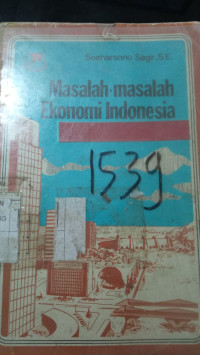 Soeharsono Sagir, S.E.
Masalah-masalah
Ekonomi Indonesia
1539